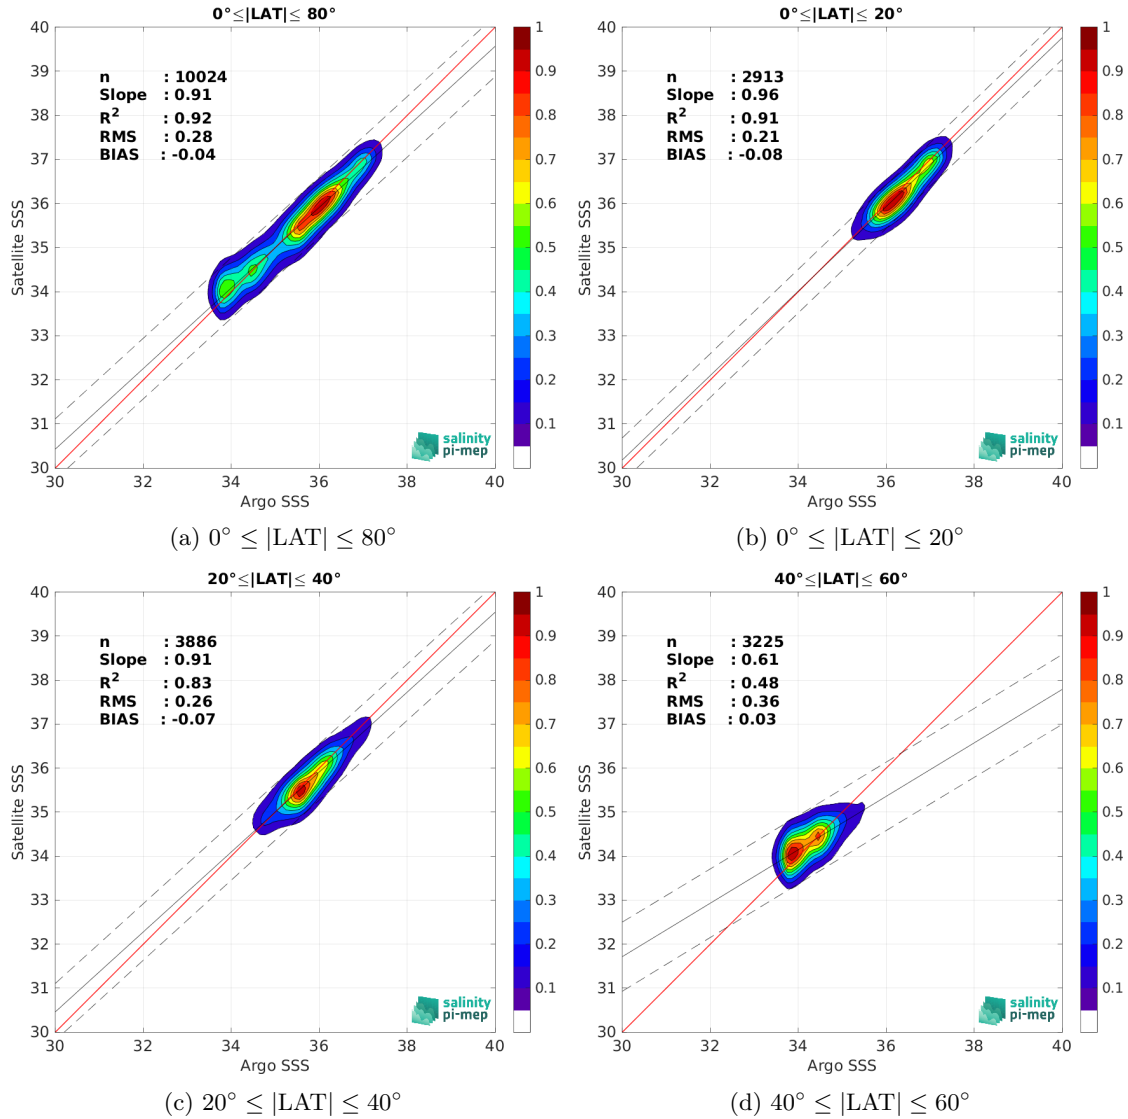 0°≤|LAT|≤ 80°
n : 10024
Slope : 0.91
R² : 0.92
RMS : 0.28
BIAS : -0.04
Satellite SSS
40
39
38
37
36
35
34
33
32
31
30
30 32 34 36 38 40
Argo SSS
1
0.9
0.8
0.7
0.6
0.5
0.4
0.3
0.2
0.1
salinity
pi-mep
(a) 0° ≤ |LAT| ≤ 80°
0°≤|LAT|≤ 20°
n : 2913
Slope : 0.96
R² : 0.91
RMS : 0.21
BIAS : -0.08
Satellite SSS
40
39
38
37
36
35
34
33
32
31
30
30 32 34 36 38 40
Argo SSS
1
0.9
0.8
0.7
0.6
0.5
0.4
0.3
0.2
0.1
salinity
pi-mep
(b) 0° ≤ |LAT| ≤ 20°
20°≤|LAT|≤ 40°
n : 3886
Slope : 0.91
R² : 0.83
RMS : 0.26
BIAS : -0.07
Satellite SSS
40
39
38
37
36
35
34
33
32
31
30
30 32 34 36 38 40
Argo SSS
1
0.9
0.8
0.7
0.6
0.5
0.4
0.3
0.2
0.1
salinity
pi-mep
(c) 20° ≤ |LAT| ≤ 40°
40°≤|LAT|≤ 60°
n : 3225
Slope : 0.61
R² : 0.48
RMS : 0.36
BIAS : 0.03
Satellite SSS
40
39
38
37
36
35
34
33
32
31
30
30 32 34 36 38 40
Argo SSS
1
0.9
0.8
0.7
0.6
0.5
0.4
0.3
0.2
0.1
salinity
pi-mep
(d) 40° ≤ |LAT| ≤ 60°